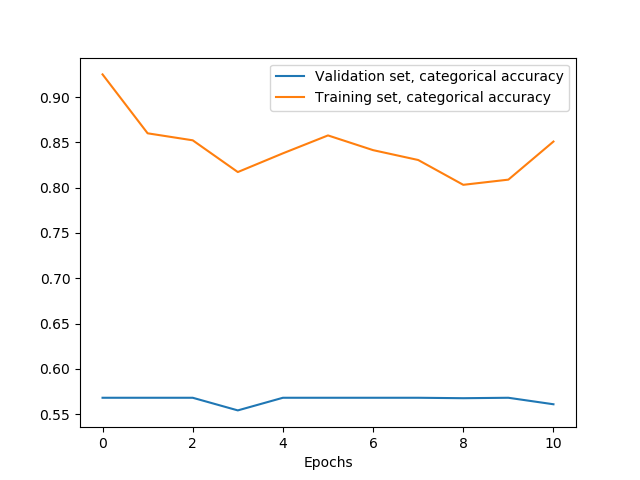 Validation set, categorical accuracy
Training set, categorical accuracy
0.90
0.85
0.80
0.75
0.70
0.65
0.60
0.55
0 2 4 6 8 10
Epochs